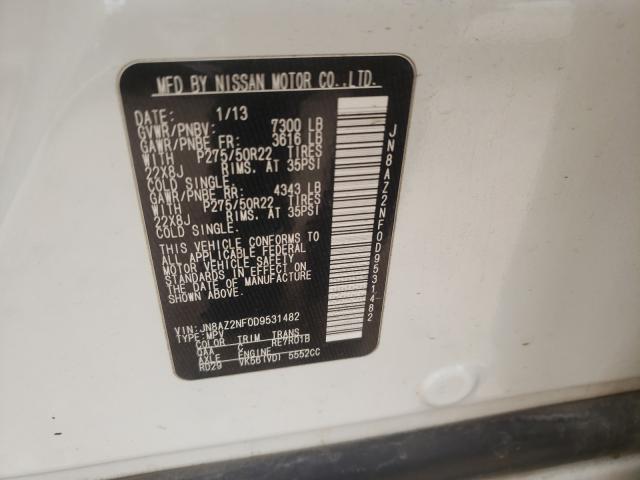 MFD BY NISSAN MOTOR CO.,LTD.
DATE: 1/13
GVWR/PNBV: 7300 LB
GAWR/PNBE FR: 3616 LB
WITH P275/50R22 TIRES
22X8J RIMS. AT 35PSI
COLD SINGLE.
GAWR/PNBE RR: 4343 LB
WITH P275/50R22 TIRES
22X8J RIMS. AT 35PSI
COLD SINGLE.
THIS VEHICLE CONFORMS TO
ALL APPLICABLE FEDERAL
MOTOR VEHICLE SAFETY
STANDARDS IN EFFECT ON
THE DATE OF MANUFACTURE
SHOWN ABOVE.
VIN: JN8AZ2NF0D9531482
TYPE: MPV
COLOR TRIM TRANS
QAA C RE7R01B
AXLE ENGINE
RD29 VK56(VD) 5552CC
JN8AZ2NF0D9531482